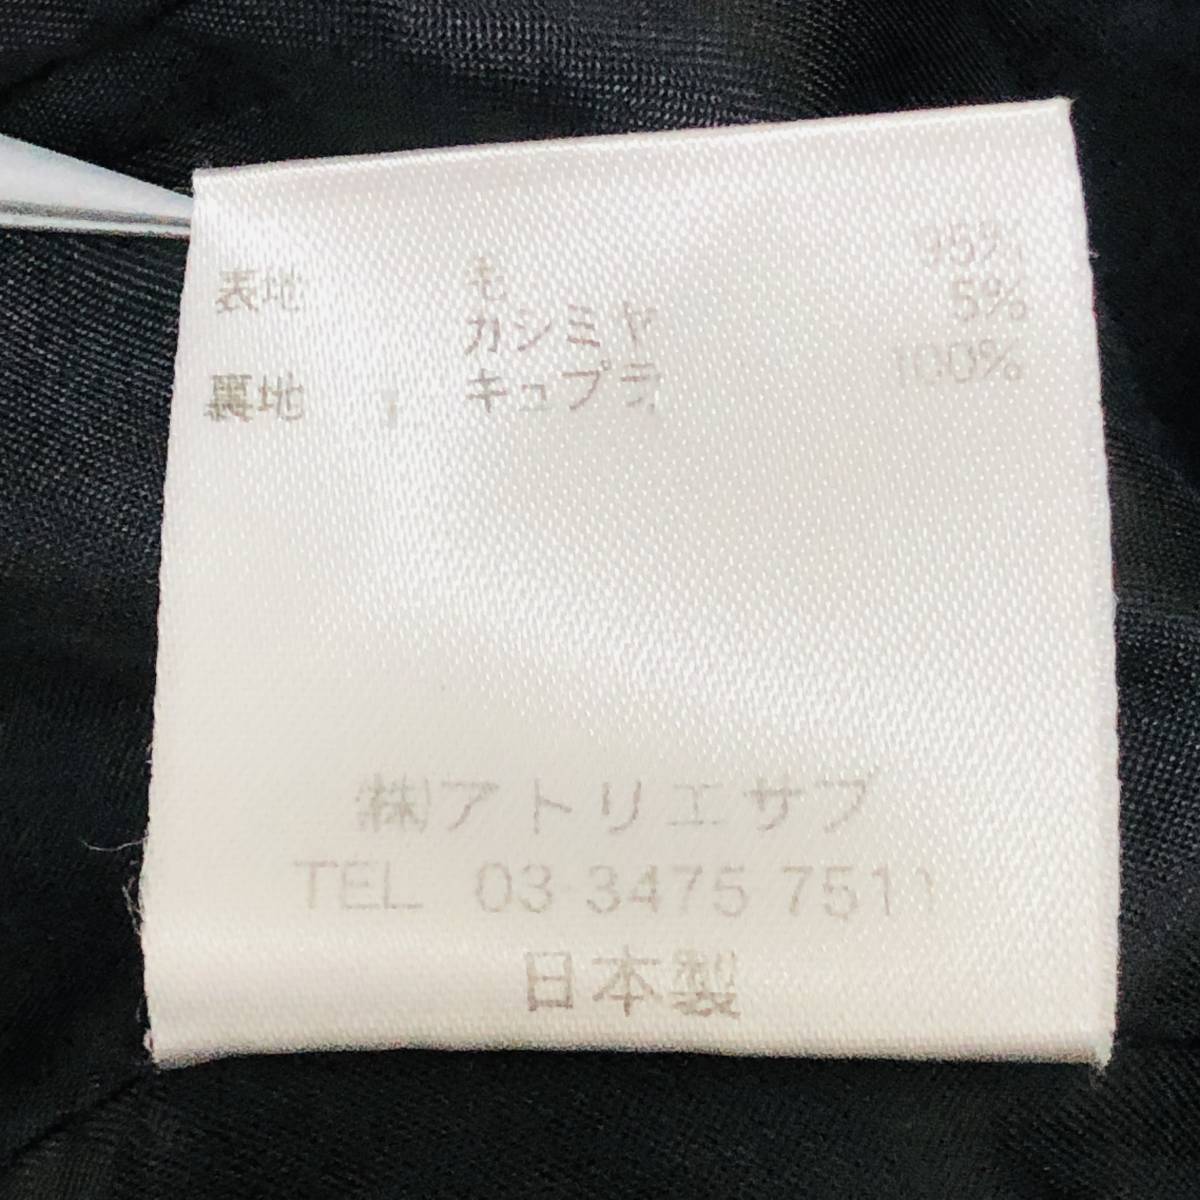 表地 毛 95%
カシミヤ 5%
裏地 キュプラ 100%
㈱アトリエサブ
TEL 03 3475 7511
日本製